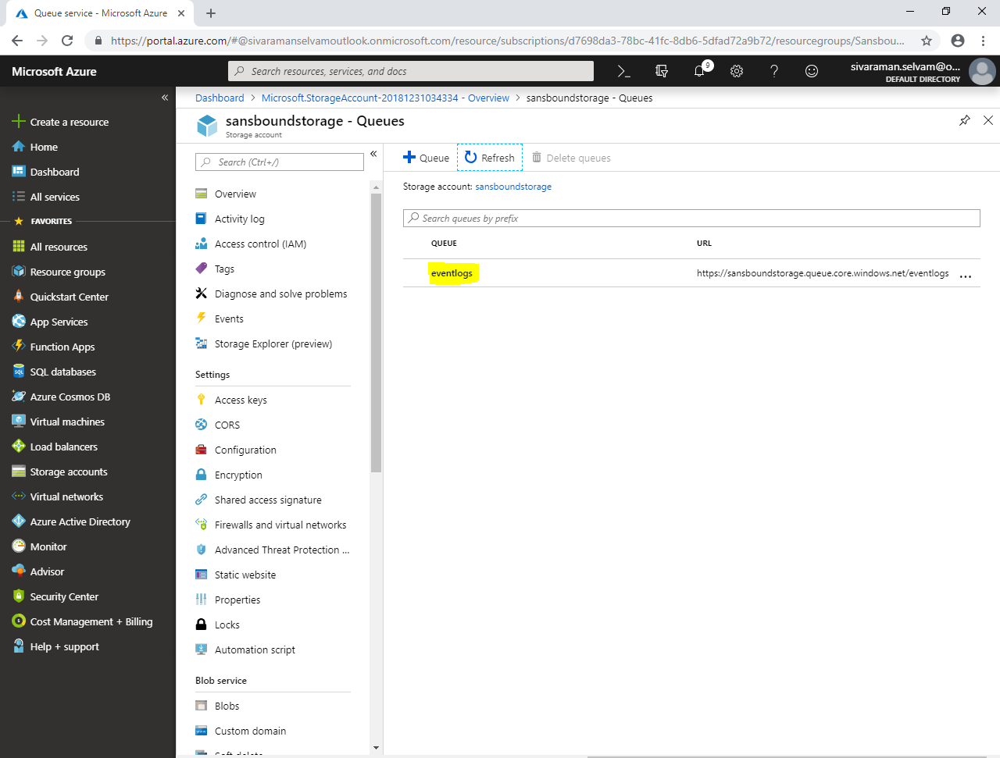 Queue service - Microsoft Azure
https://portal.azure.com/#@sivaramanselvamoutlook.onmicrosoft.com/resource/subscriptions/d7698da3-78bc-41fc-8db6-5dfad72a9b72/resourcegroups/Sansbou...
Microsoft Azure
Search resources, services, and docs
9
sivaraman.selvam@o...
DEFAULT DIRECTORY
Create a resource
Home
Dashboard
All services
FAVORITES
All resources
Resource groups
Quickstart Center
App Services
Function Apps
SQL databases
Azure Cosmos DB
Virtual machines
Load balancers
Storage accounts
Virtual networks
Azure Active Directory
Monitor
Advisor
Security Center
Cost Management + Billing
Help + support
Dashboard > Microsoft.StorageAccount-20181231034334 - Overview > sansboundstorage - Queues
sansboundstorage - Queues
Storage account
Search (Ctrl+/)
Overview
Activity log
Access control (IAM)
Tags
Diagnose and solve problems
Events
Storage Explorer (preview)
Settings
Access keys
CORS
Configuration
Encryption
Shared access signature
Firewalls and virtual networks
Advanced Threat Protection ...
Static website
Properties
Locks
Automation script
Blob service
Blobs
Custom domain
Soft delete
Queue Refresh Delete queues
Storage account: sansboundstorage
Search queues by prefix
QUEUE URL
eventlogs https://sansboundstorage.queue.core.windows.net/eventlogs ...